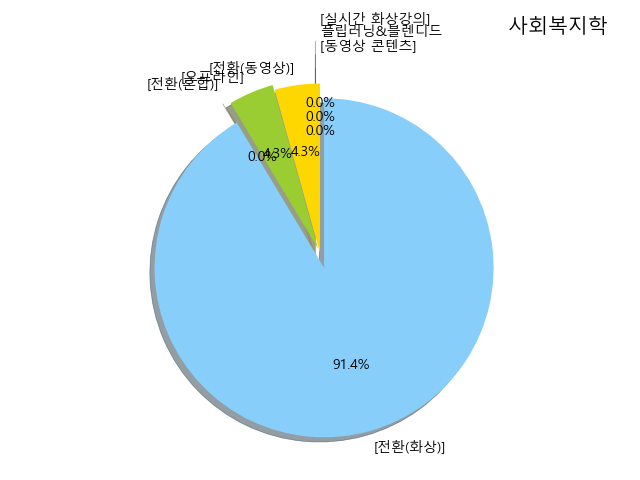 사회복지학
[실시간 화상강의]
플립러닝&블렌디드
[동영상 콘텐츠]
[전환(동영상)]
[오프라인]
[전환(혼합)]
0.0%
0.0%
0.0%
4.3%
4.3%
0.0%
91.4%
[전환(화상)]